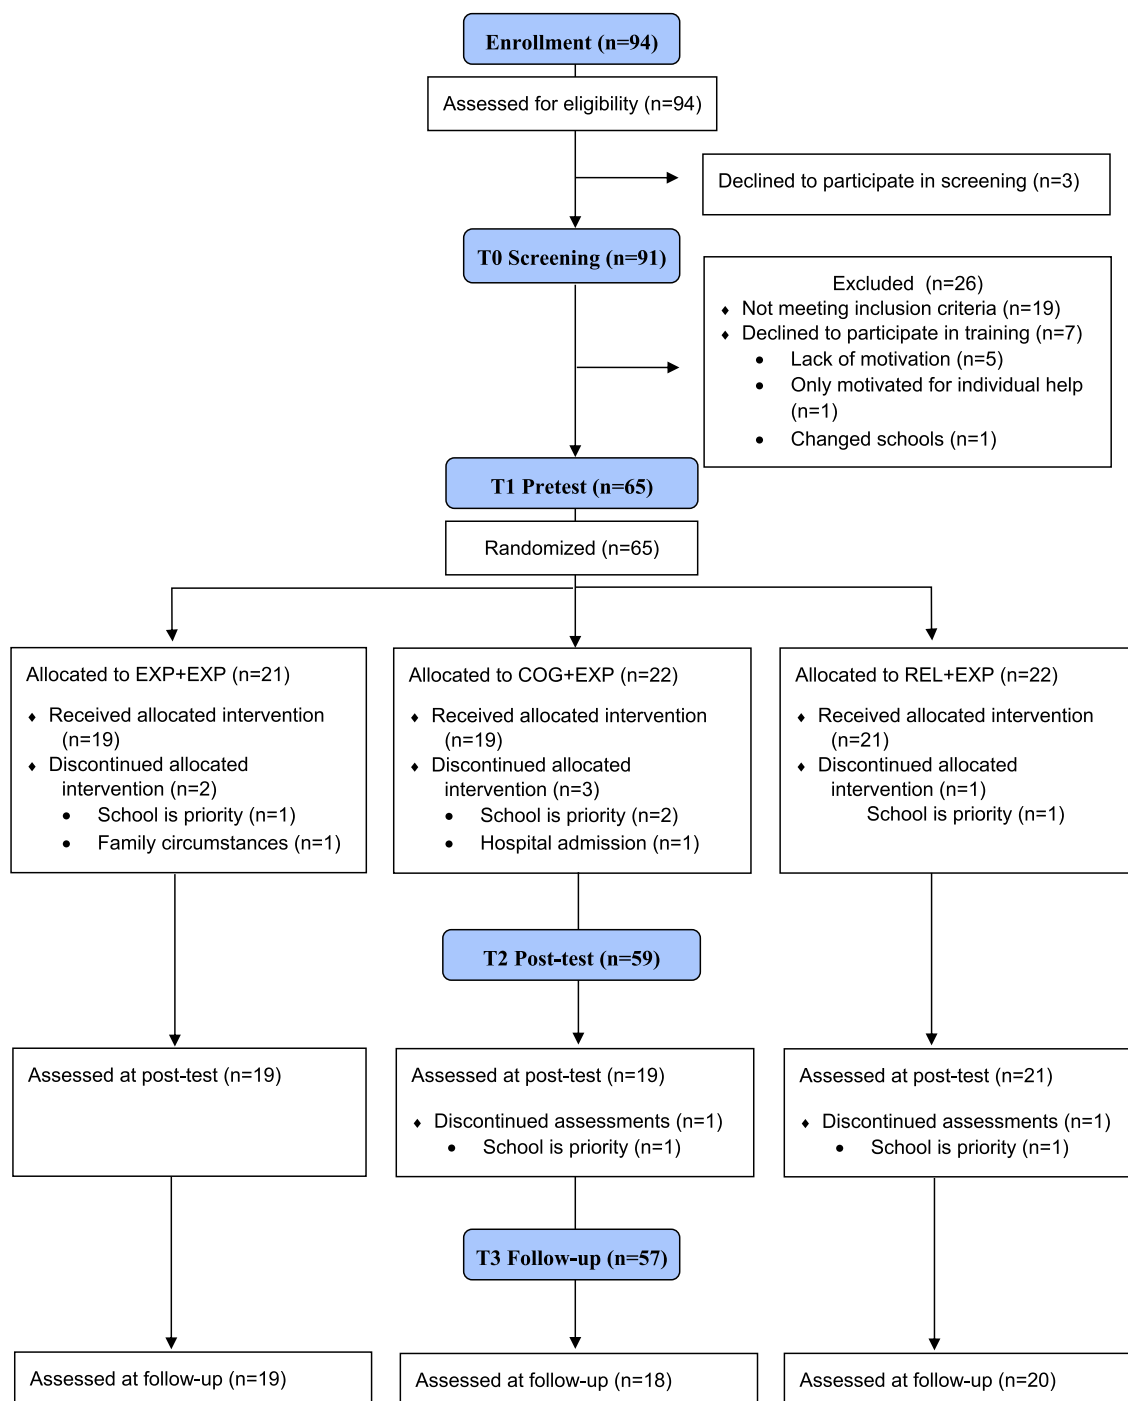 Enrollment (n=94)
Assessed for eligibility (n=94)
Declined to participate in screening (n=3)
T0 Screening (n=91)
Excluded (n=26)
♦ Not meeting inclusion criteria (n=19)
♦ Declined to participate in training (n=7)
• Lack of motivation (n=5)
• Only motivated for individual help
(n=1)
• Changed schools (n=1)
T1 Pretest (n=65)
Randomized (n=65)
Allocated to EXP+EXP (n=21)
♦ Received allocated intervention
(n=19)
♦ Discontinued allocated
intervention (n=2)
• School is priority (n=1)
• Family circumstances (n=1)
Allocated to COG+EXP (n=22)
♦ Received allocated intervention
(n=19)
♦ Discontinued allocated
intervention (n=3)
• School is priority (n=2)
• Hospital admission (n=1)
Allocated to REL+EXP (n=22)
♦ Received allocated intervention
(n=21)
♦ Discontinued allocated
intervention (n=1)
School is priority (n=1)
T2 Post-test (n=59)
Assessed at post-test (n=19)
Assessed at post-test (n=19)
♦ Discontinued assessments (n=1)
• School is priority (n=1)
Assessed at post-test (n=21)
♦ Discontinued assessments (n=1)
• School is priority (n=1)
T3 Follow-up (n=57)
Assessed at follow-up (n=19)
Assessed at follow-up (n=18)
Assessed at follow-up (n=20)